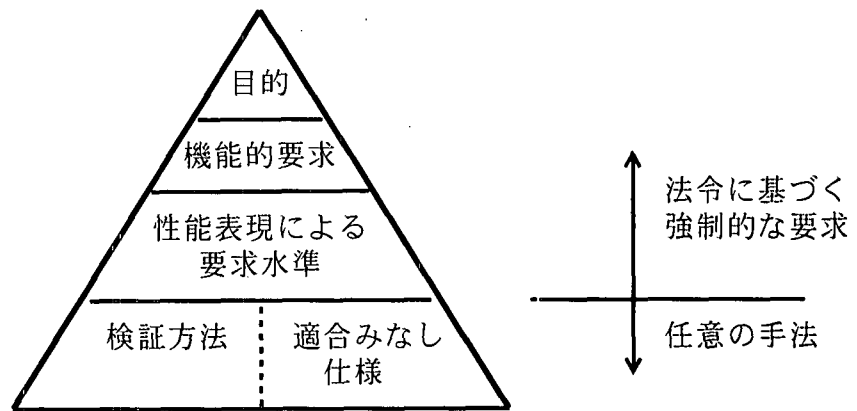 目的
機能的要求
性能表現による
要求水準
検証方法
適合みなし
仕様
法令に基づく
強制的な要求
任意の手法